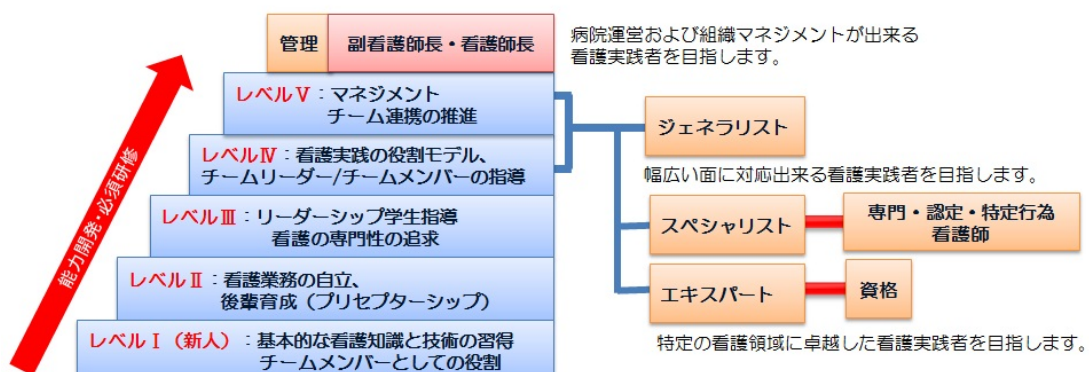 管理 副看護師長・看護師長
病院運営および組織マネジメントが出来る
看護実践者を目指します。
レベルⅤ：マネジメント
チーム連携の推進
レベルⅣ：看護実践の役割モデル、
チームリーダー/チームメンバーの指導
レベルⅢ：リーダーシップ学生指導
看護の専門性の追求
レベルⅡ：看護業務の自立、
後輩育成（プリセプターシップ）
レベルⅠ（新人）：基本的な看護知識と技術の習得
チームメンバーとしての役割
能力開発・必須研修
ジェネラリスト
幅広い面に対応出来る看護実践者を目指します。
スペシャリスト
専門・認定・特定行為
看護師
エキスパート
資格
特定の看護領域に卓越した看護実践者を目指します。